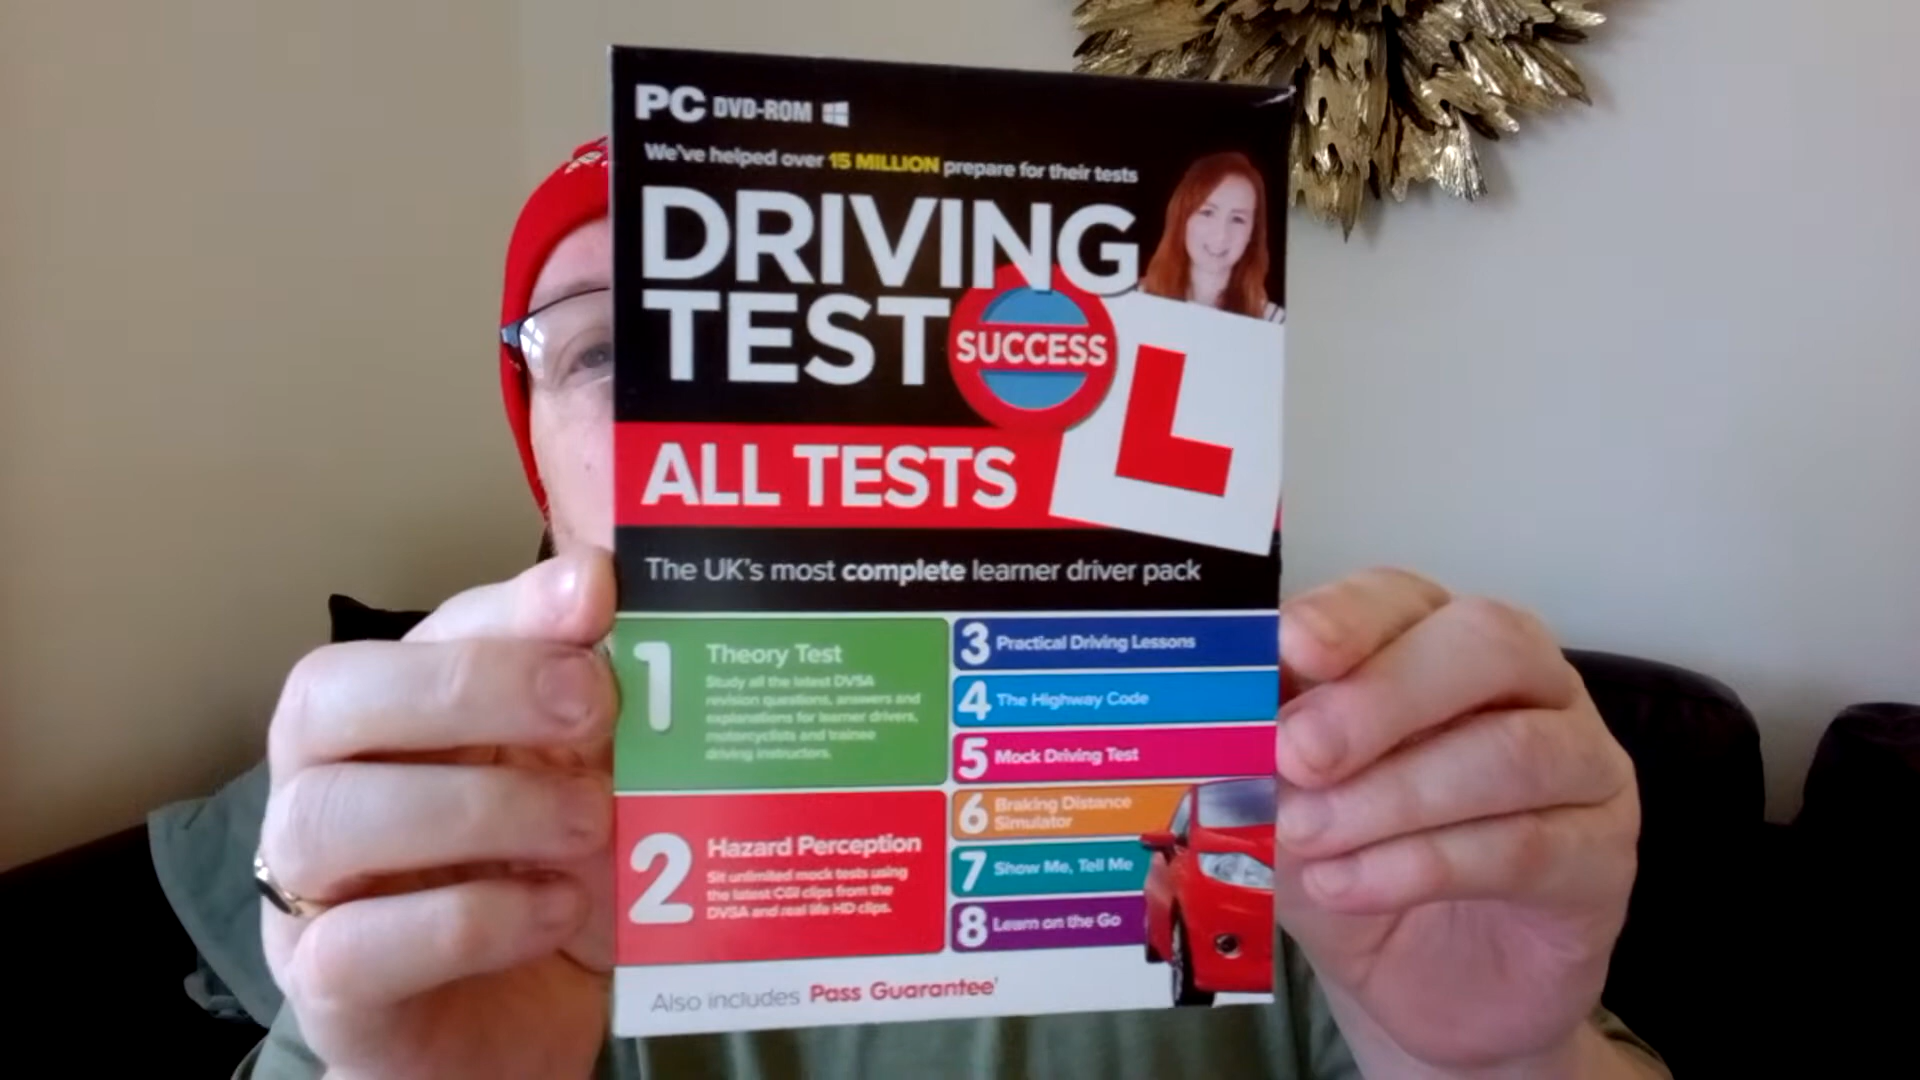 PC DVD-ROM
We've helped over 15 MILLION prepare for their tests
DRIVING
TEST
SUCCESS
L
ALL TESTS
The UK's most complete learner driver pack
1
Theory Test
Study all the latest DVSA
revision questions, answers and
explanations for learner drivers,
motorcyclists and trainee
driving instructors.
2
Hazard Perception
Sit unlimited mock tests using
the latest CGI clips from the
DVSA and real life HD clips.
3 Practical Driving Lessons
4 The Highway Code
5 Mock Driving Test
6 Braking Distance
Simulator
7 Show Me, Tell Me
8 Learn on the Go
Also includes Pass Guarantee